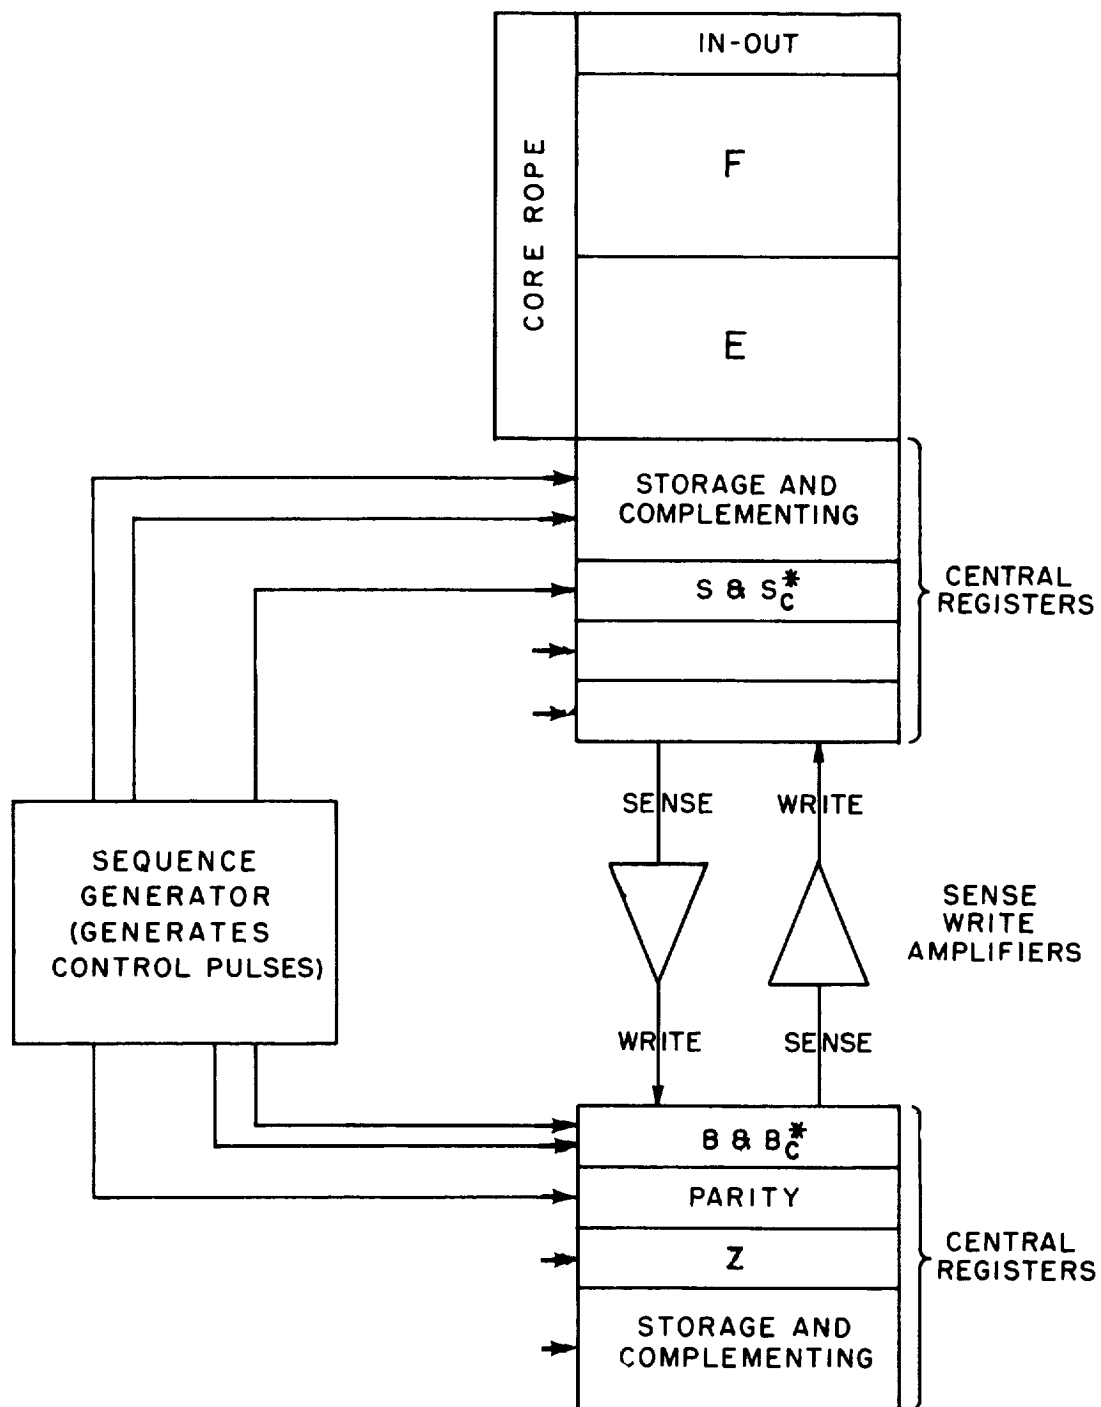 IN-OUT
CORE ROPE
F
E
STORAGE AND
COMPLEMENTING
S & S*C
CENTRAL
REGISTERS
SENSE
WRITE
SEQUENCE
GENERATOR
(GENERATES
CONTROL PULSES)
SENSE
WRITE
AMPLIFIERS
WRITE
SENSE
B & B*C
PARITY
Z
CENTRAL
REGISTERS
STORAGE AND
COMPLEMENTING